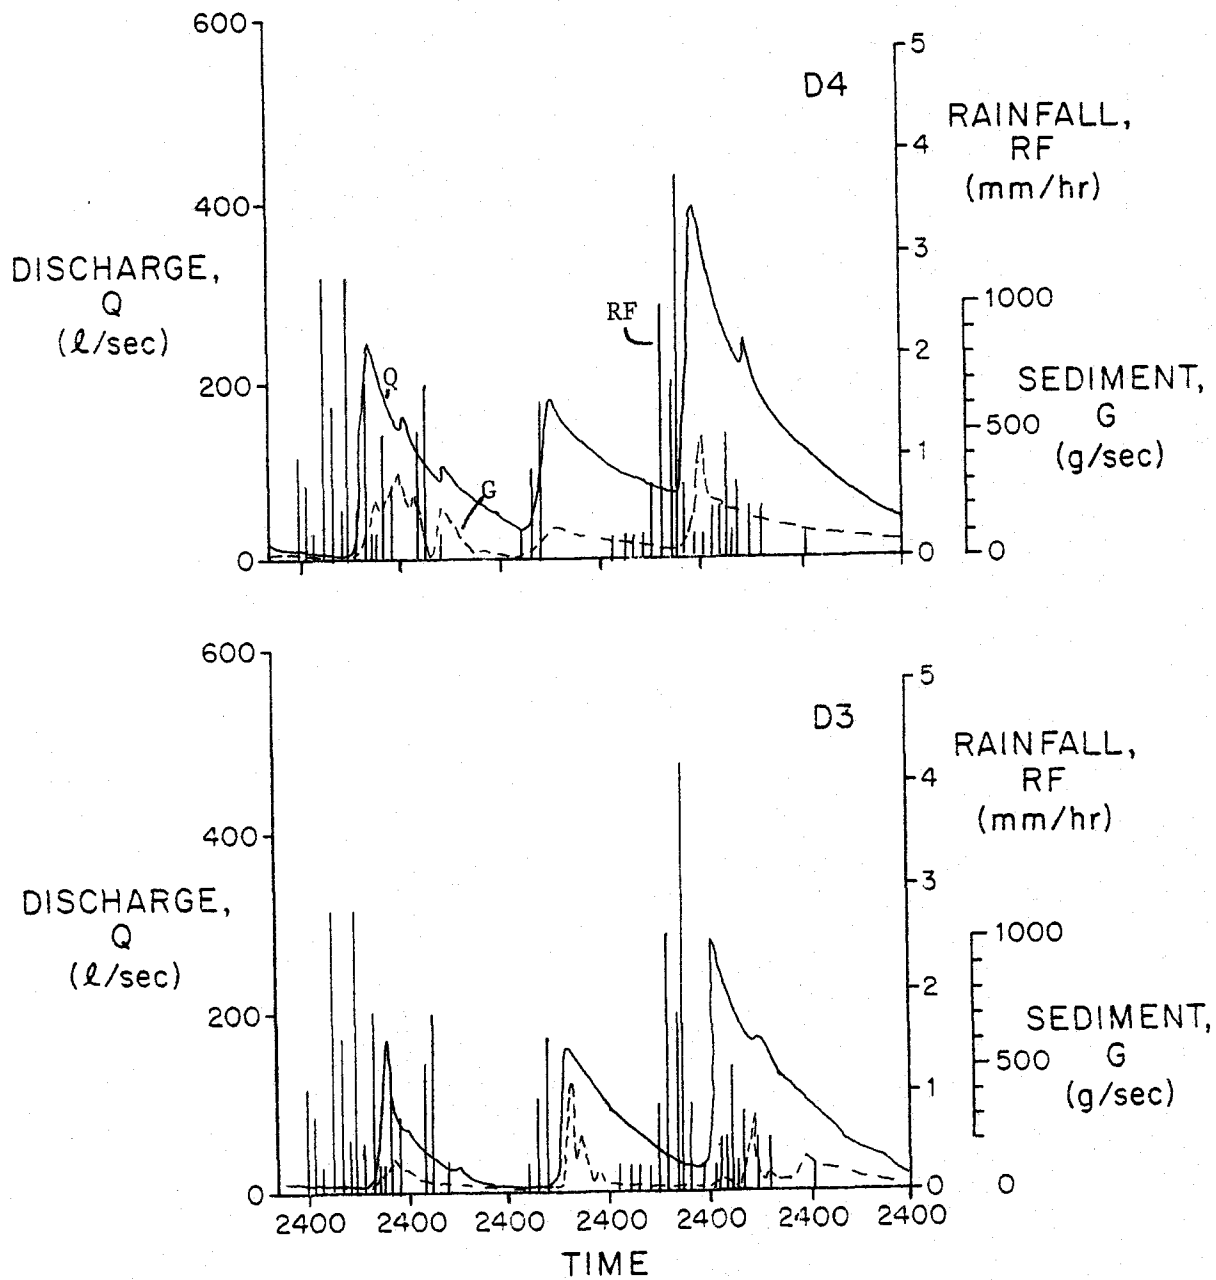 600
5
D4
RAINFALL,
RF
(mm/hr)
4
400
3
DISCHARGE,
Q
(ℓ/sec)
RF
1000
2
200
Q
SEDIMENT,
G
(g/sec)
500
1
G
0
0
0
600
5
D3
RAINFALL,
RF
(mm/hr)
4
400
3
DISCHARGE,
Q
(ℓ/sec)
1000
2
200
SEDIMENT,
G
(g/sec)
500
1
0
0
0
2400 2400 2400 2400 2400 2400 2400
TIME